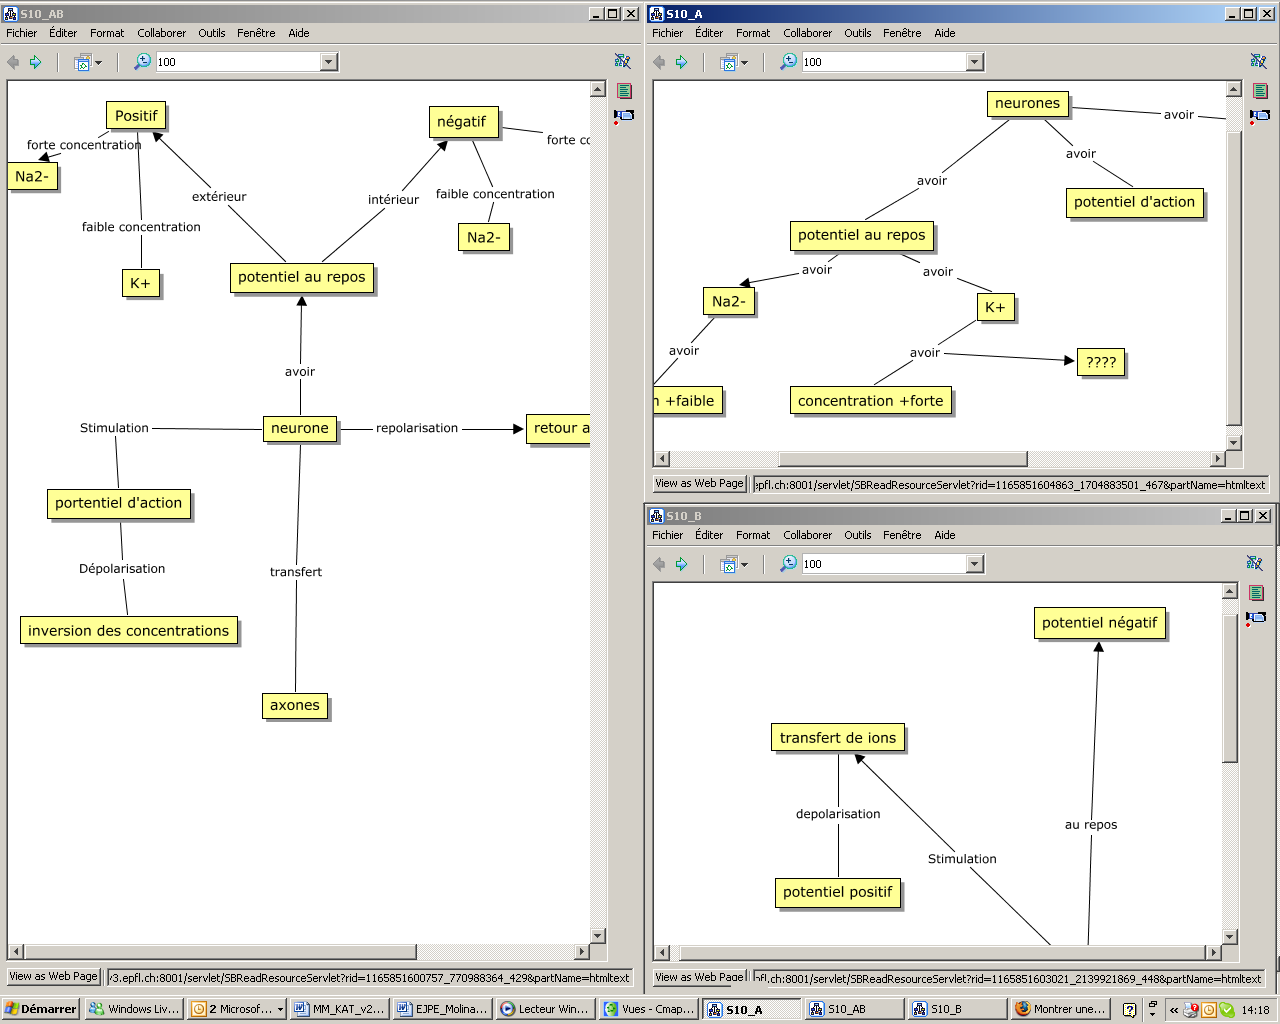 S10_AB
Fichier Éditer Format Collaborer Outils Fenêtre Aide
100
Positif
négatif
forte concentration
forte cc
Na2-
extérieur
intérieur
faible concentration
faible concentration
Na2-
K+
potentiel au repos
avoir
Stimulation
neurone
repolarisation
retour a
portentiel d'action
Dépolarisation
transfert
inversion des concentrations
axones
View as Web Page
v3.epfl.ch:8001/servlet/SBReadResourceServlet?rid=1165851600757_770988364_429&partName=htmltext
S10_A
Fichier Éditer Format Collaborer Outils Fenêtre Aide
100
neurones
avoir
avoir
avoir
potentiel d'action
potentiel au repos
avoir
avoir
Na2-
K+
avoir
avoir
????
n +faible
concentration +forte
View as Web Page
epfl.ch:8001/servlet/SBReadResourceServlet?rid=1165851604863_1704883501_467&partName=htmltext
S10_B
Fichier Éditer Format Collaborer Outils Fenêtre Aide
100
potentiel négatif
transfert de ions
depolarisation
au repos
Stimulation
potentiel positif
View as Web Page
pfl.ch:8001/servlet/SBReadResourceServlet?rid=1165851603021_2139921869_448&partName=htmltext
Démarrer
Windows Liv...
2 Microsof...
MM_KAT_v2...
EJPE_Molina...
Lecteur Win...
Vues - Cmap...
S10_A
S10_AB
S10_B
Montrer une...
14:18